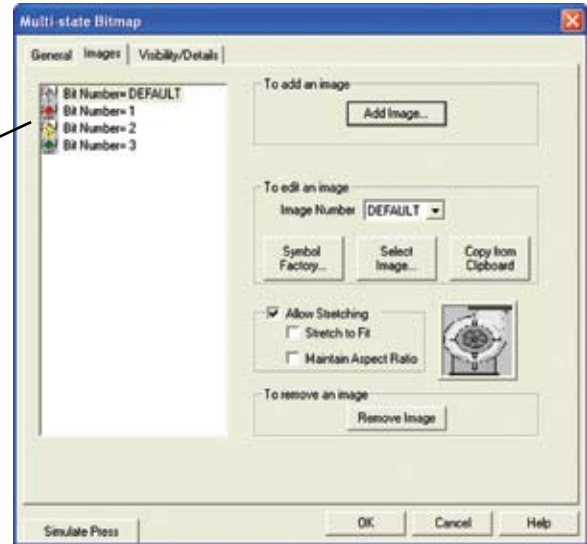 Multi-state Bitmap
General Images Visibility/Details
Bit Number= DEFAULT
Bit Number= 1
Bit Number= 2
Bit Number= 3
To add an image
Add Image...
To edit an image
Image Number DEFAULT
Symbol Factory...
Select Image...
Copy from Clipboard
Allow Stretching
Stretch to Fit
Maintain Aspect Ratio
To remove an image
Remove Image
Simulate Press OK Cancel Help